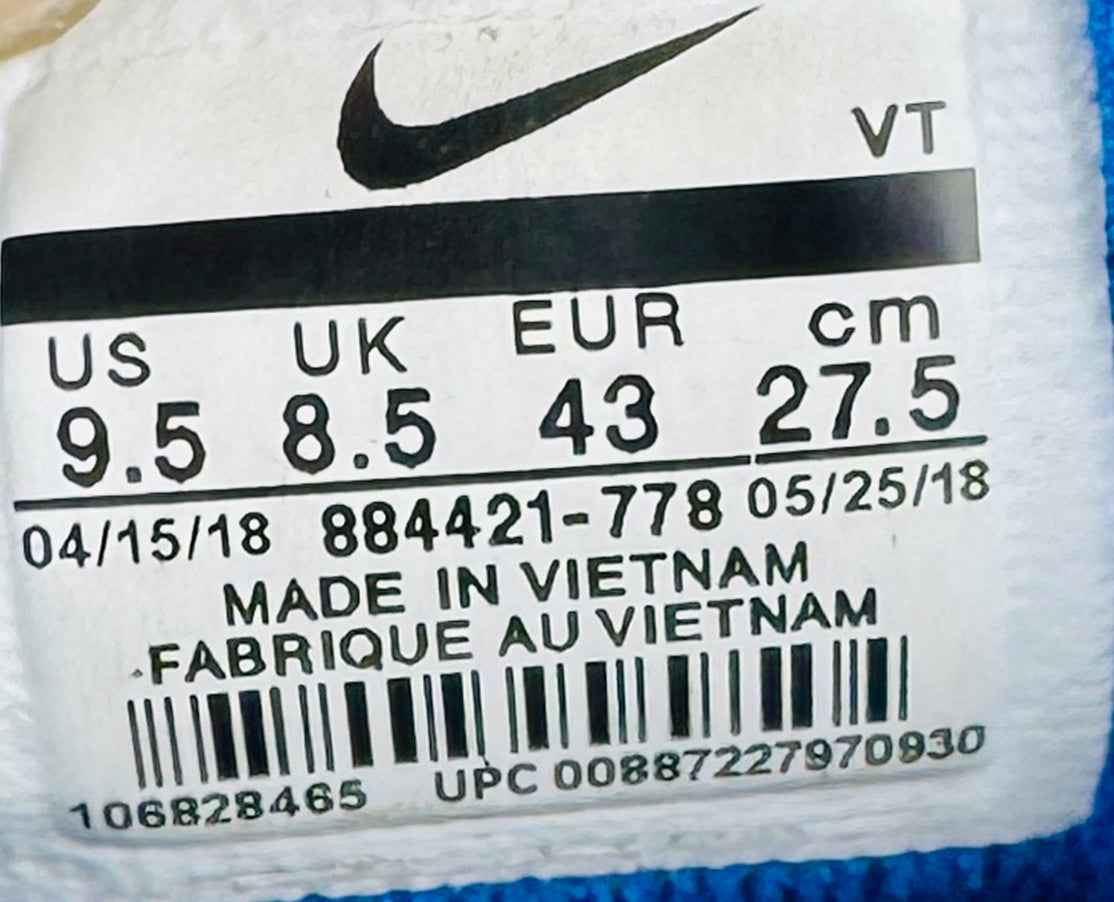 VT
US UK EUR cm
9.5 8.5 43 27.5
04/15/18 884421-778 05/25/18
MADE IN VIETNAM
FABRIQUE AU VIETNAM
106828465 UPC 00887227970930